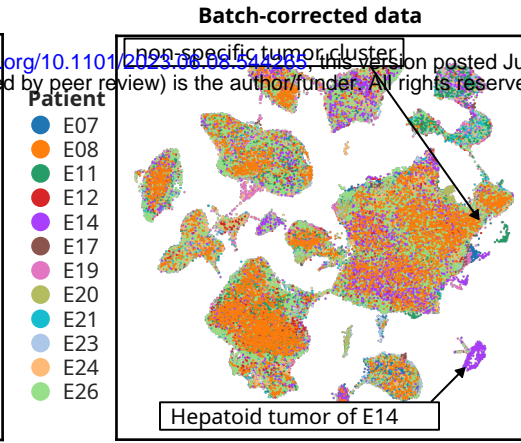 Batch-corrected data
non-specific tumor cluster
.org/10.1101/2023.06.08.544265; this version posted Ju
ed by peer review) is the author/funder. All rights reserve
Patient
E07
E08
E11
E12
E14
E17
E19
E20
E21
E23
E24
E26
Hepatoid tumor of E14